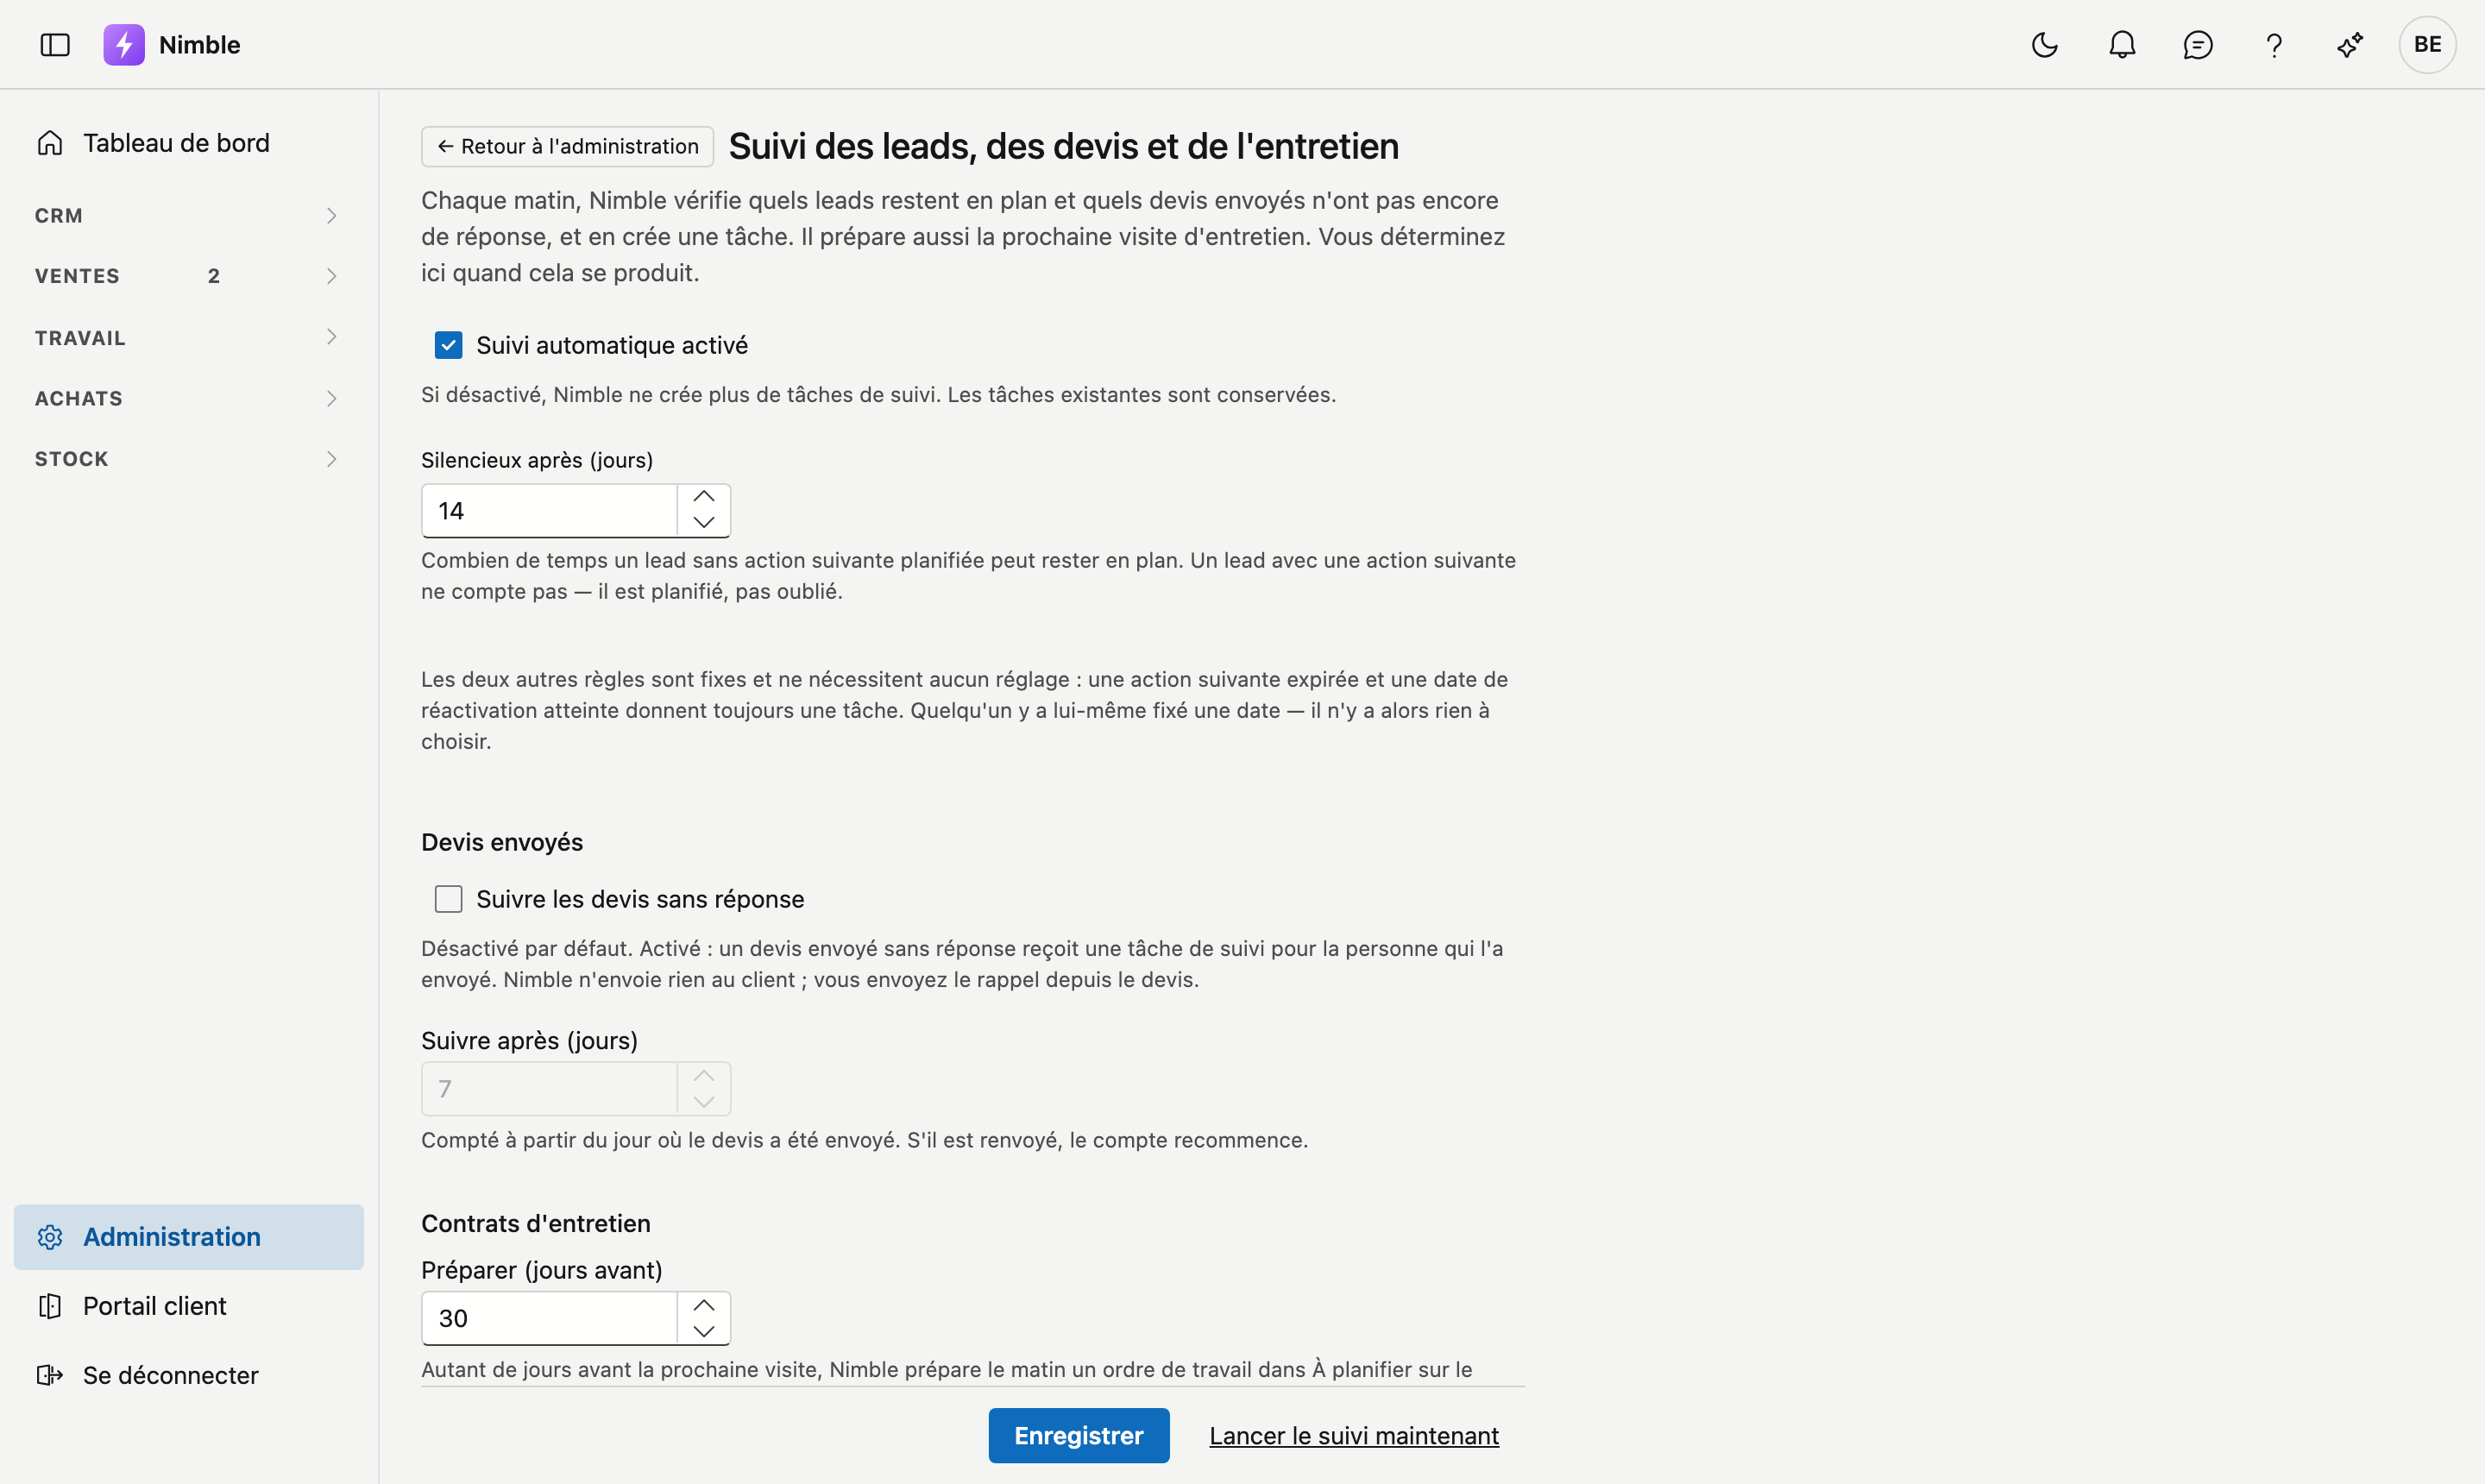 Nimble
BE
Tableau de bord
CRM
VENTES 2
TRAVAIL
ACHATS
STOCK
Administration
Portail client
Se déconnecter
← Retour à l'administration
Suivi des leads, des devis et de l'entretien
Chaque matin, Nimble vérifie quels leads restent en plan et quels devis envoyés n'ont pas encore
de réponse, et en crée une tâche. Il prépare aussi la prochaine visite d'entretien. Vous déterminez
ici quand cela se produit.
Suivi automatique activé
Si désactivé, Nimble ne crée plus de tâches de suivi. Les tâches existantes sont conservées.
Silencieux après (jours)
14
Combien de temps un lead sans action suivante planifiée peut rester en plan. Un lead avec une action suivante
ne compte pas — il est planifié, pas oublié.
Les deux autres règles sont fixes et ne nécessitent aucun réglage : une action suivante expirée et une date de
réactivation atteinte donnent toujours une tâche. Quelqu'un y a lui-même fixé une date — il n'y a alors rien à
choisir.
Devis envoyés
Suivre les devis sans réponse
Désactivé par défaut. Activé : un devis envoyé sans réponse reçoit une tâche de suivi pour la personne qui l'a
envoyé. Nimble n'envoie rien au client ; vous envoyez le rappel depuis le devis.
Suivre après (jours)
7
Compté à partir du jour où le devis a été envoyé. S'il est renvoyé, le compte recommence.
Contrats d'entretien
Préparer (jours avant)
30
Autant de jours avant la prochaine visite, Nimble prépare le matin un ordre de travail dans À planifier sur le
Enregistrer
Lancer le suivi maintenant